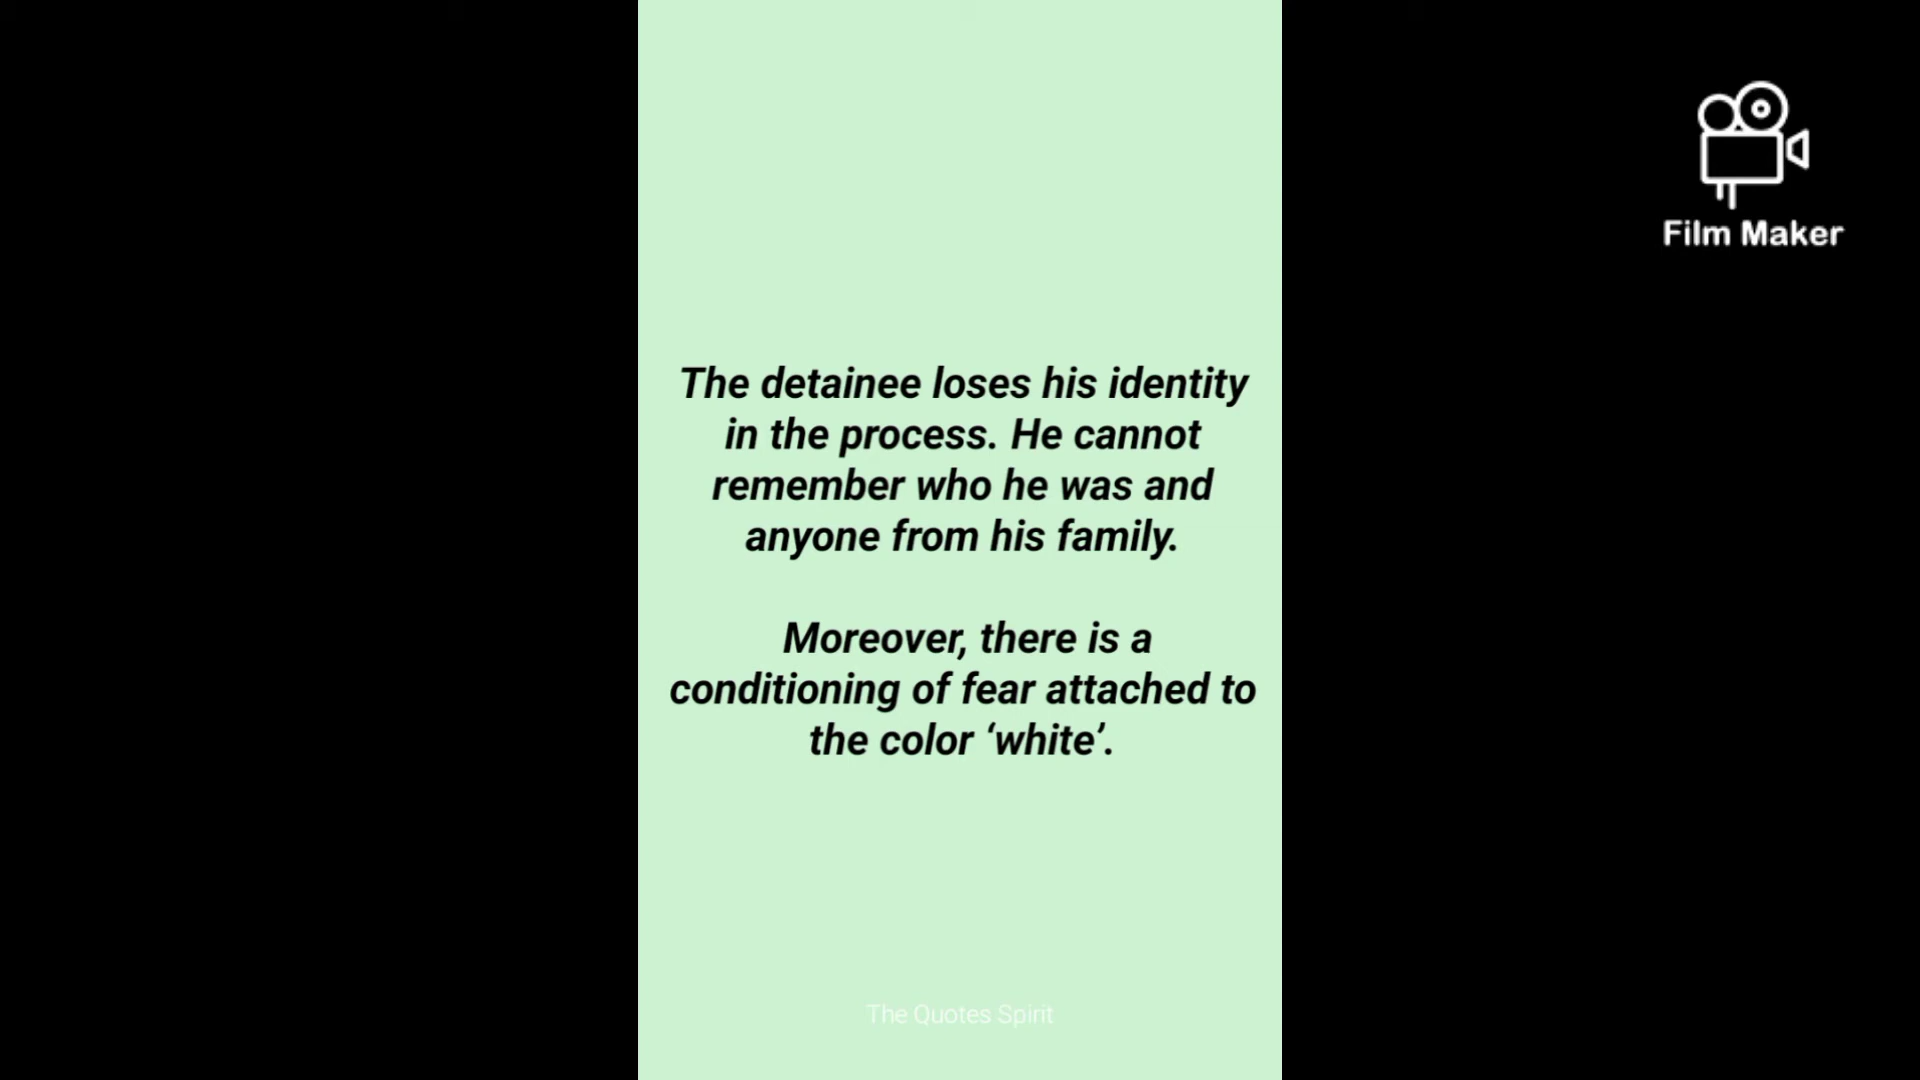 Film Maker
The detainee loses his identity
in the process. He cannot
remember who he was and
anyone from his family.
Moreover, there is a
conditioning of fear attached to
the color ‘white’.
The Quotes Spirit